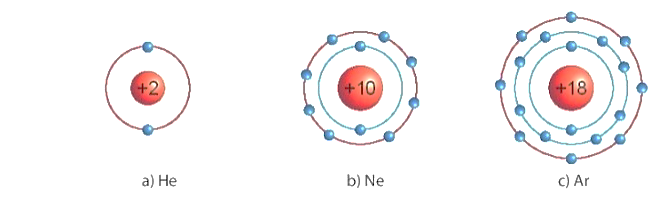 +2 +10 +18
a) He b) Ne c) Ar